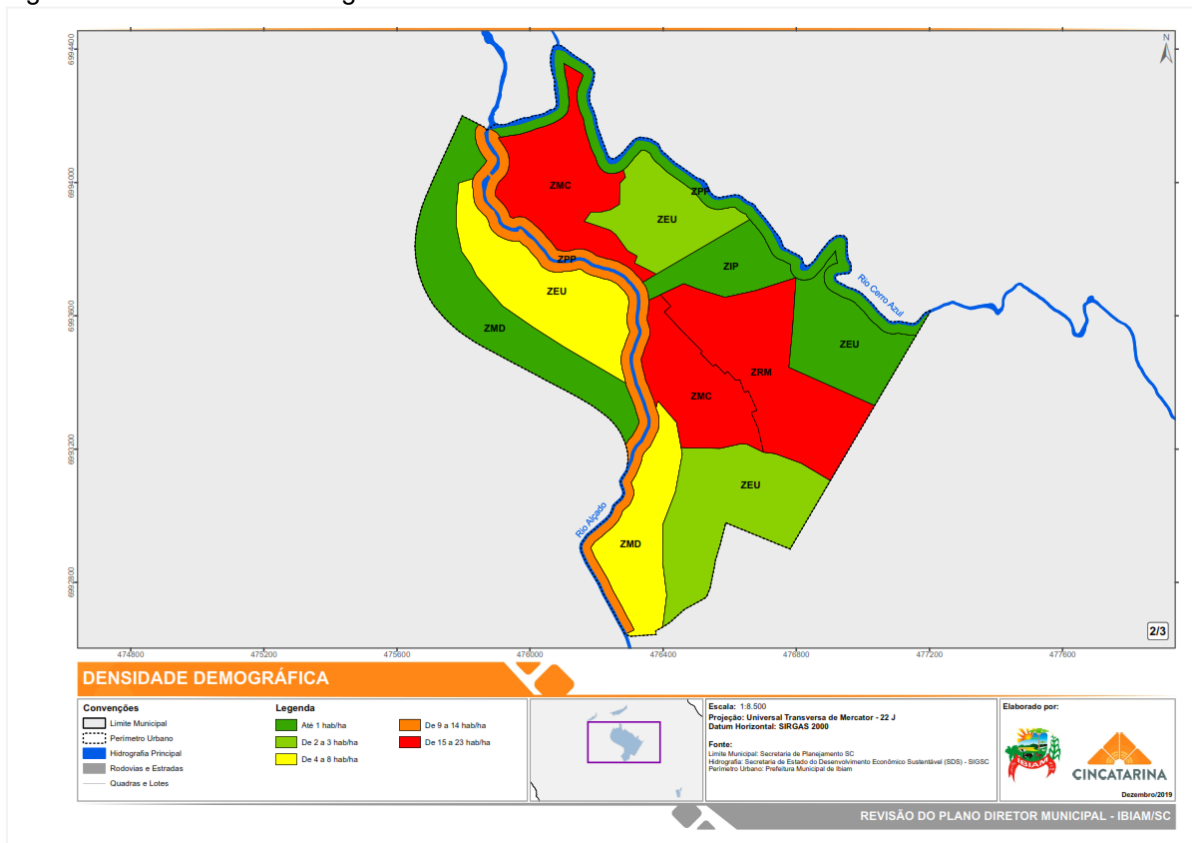 N
6994400
6994000
6993600
6993200
6992800
ZMC
ZPP
ZEU
ZPP
ZIP
Rio Cerro Azul
ZEU
ZMD
ZEU
ZRM
ZMC
ZEU
Rio Alçado
ZMD
2/3
474800 475200 475600 476000 476400 476800 477200 477600
DENSIDADE DEMOGRÁFICA
Convenções
Limite Municipal
Perímetro Urbano
Hidrografia Principal
Rodovias e Estradas
Quadras e Lotes
Legenda
Até 1 hab/ha
De 2 a 3 hab/ha
De 4 a 8 hab/ha
De 9 a 14 hab/ha
De 15 a 23 hab/ha
Escala: 1:8.500
Projeção: Universal Transversa de Mercator - 22 J
Datum Horizontal: SIRGAS 2000
Fonte:
Limite Municipal: Secretaria de Planejamento SC
Hidrografia: Secretaria de Estado do Desenvolvimento Econômico Sustentável (SDS) - SIGSC
Perímetro Urbano: Prefeitura Municipal de Ibiam
Elaborado por:
IBIAM
CINCATARINA
Dezembro/2019
REVISÃO DO PLANO DIRETOR MUNICIPAL - IBIAM/SC